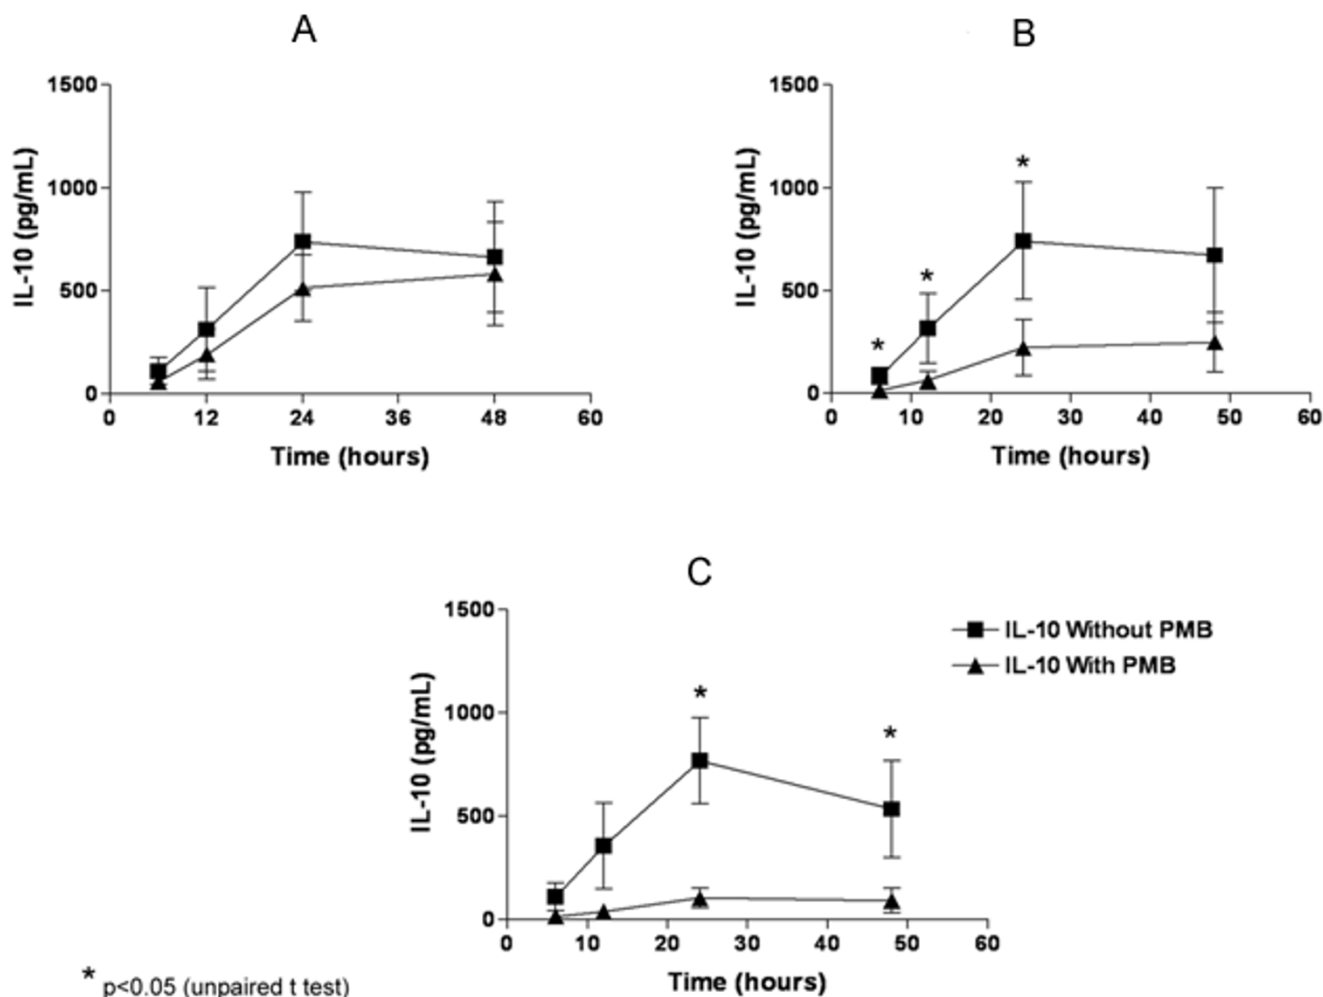 A
B
1500
1000
500
0
IL-10 (pg/mL)
0 12 24 36 48 60
Time (hours)
1500
1000
500
0
IL-10 (pg/mL)
*
*
*
0 10 20 30 40 50 60
Time (hours)
C
1500
1000
500
0
IL-10 (pg/mL)
*
*
0 10 20 30 40 50 60
Time (hours)
IL-10 Without PMB
IL-10 With PMB
* p<0.05 (unpaired t test)